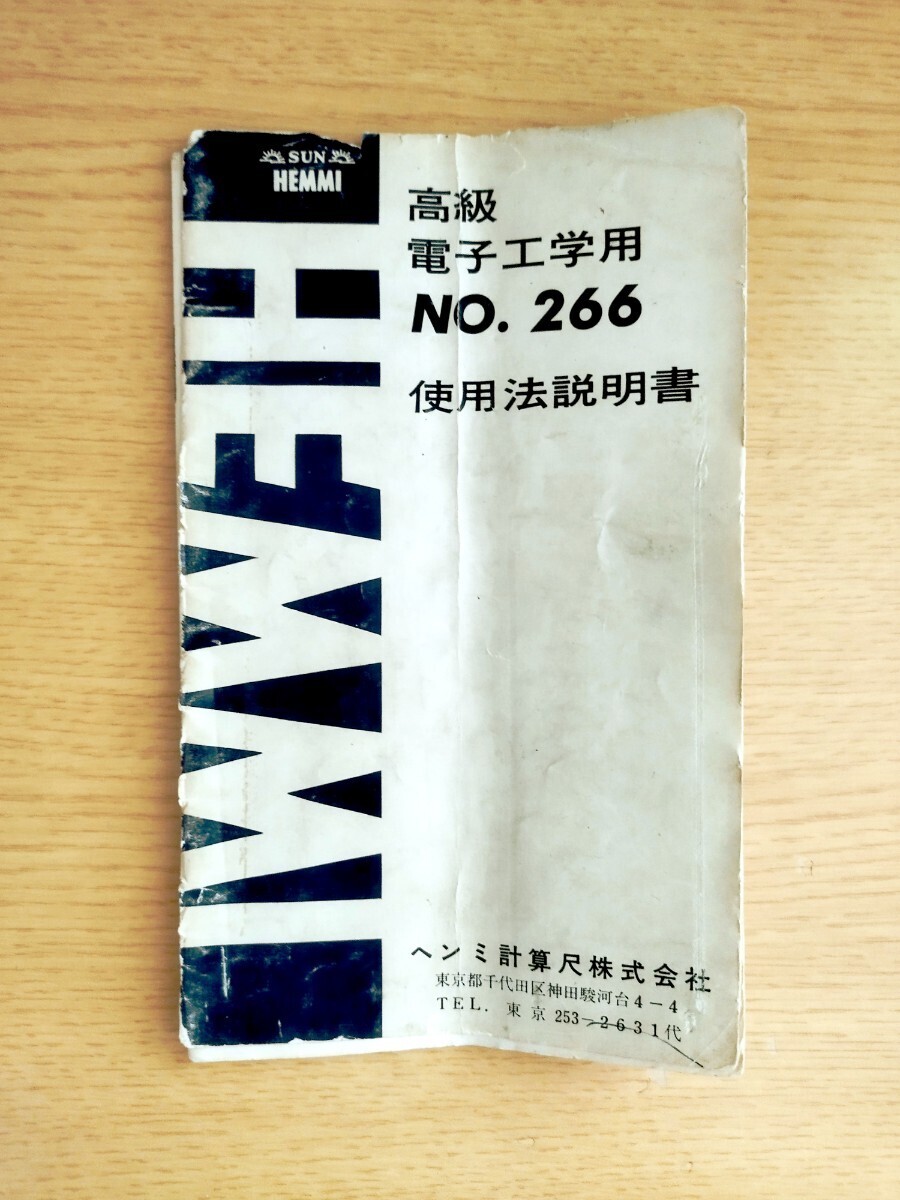 SUN
HEMMI
HEMMI
高級
電子工学用
NO. 266
使用法説明書
ヘンミ計算尺株式会社
東京都千代田区神田駿河台4-4
TEL. 東京 253-2631代